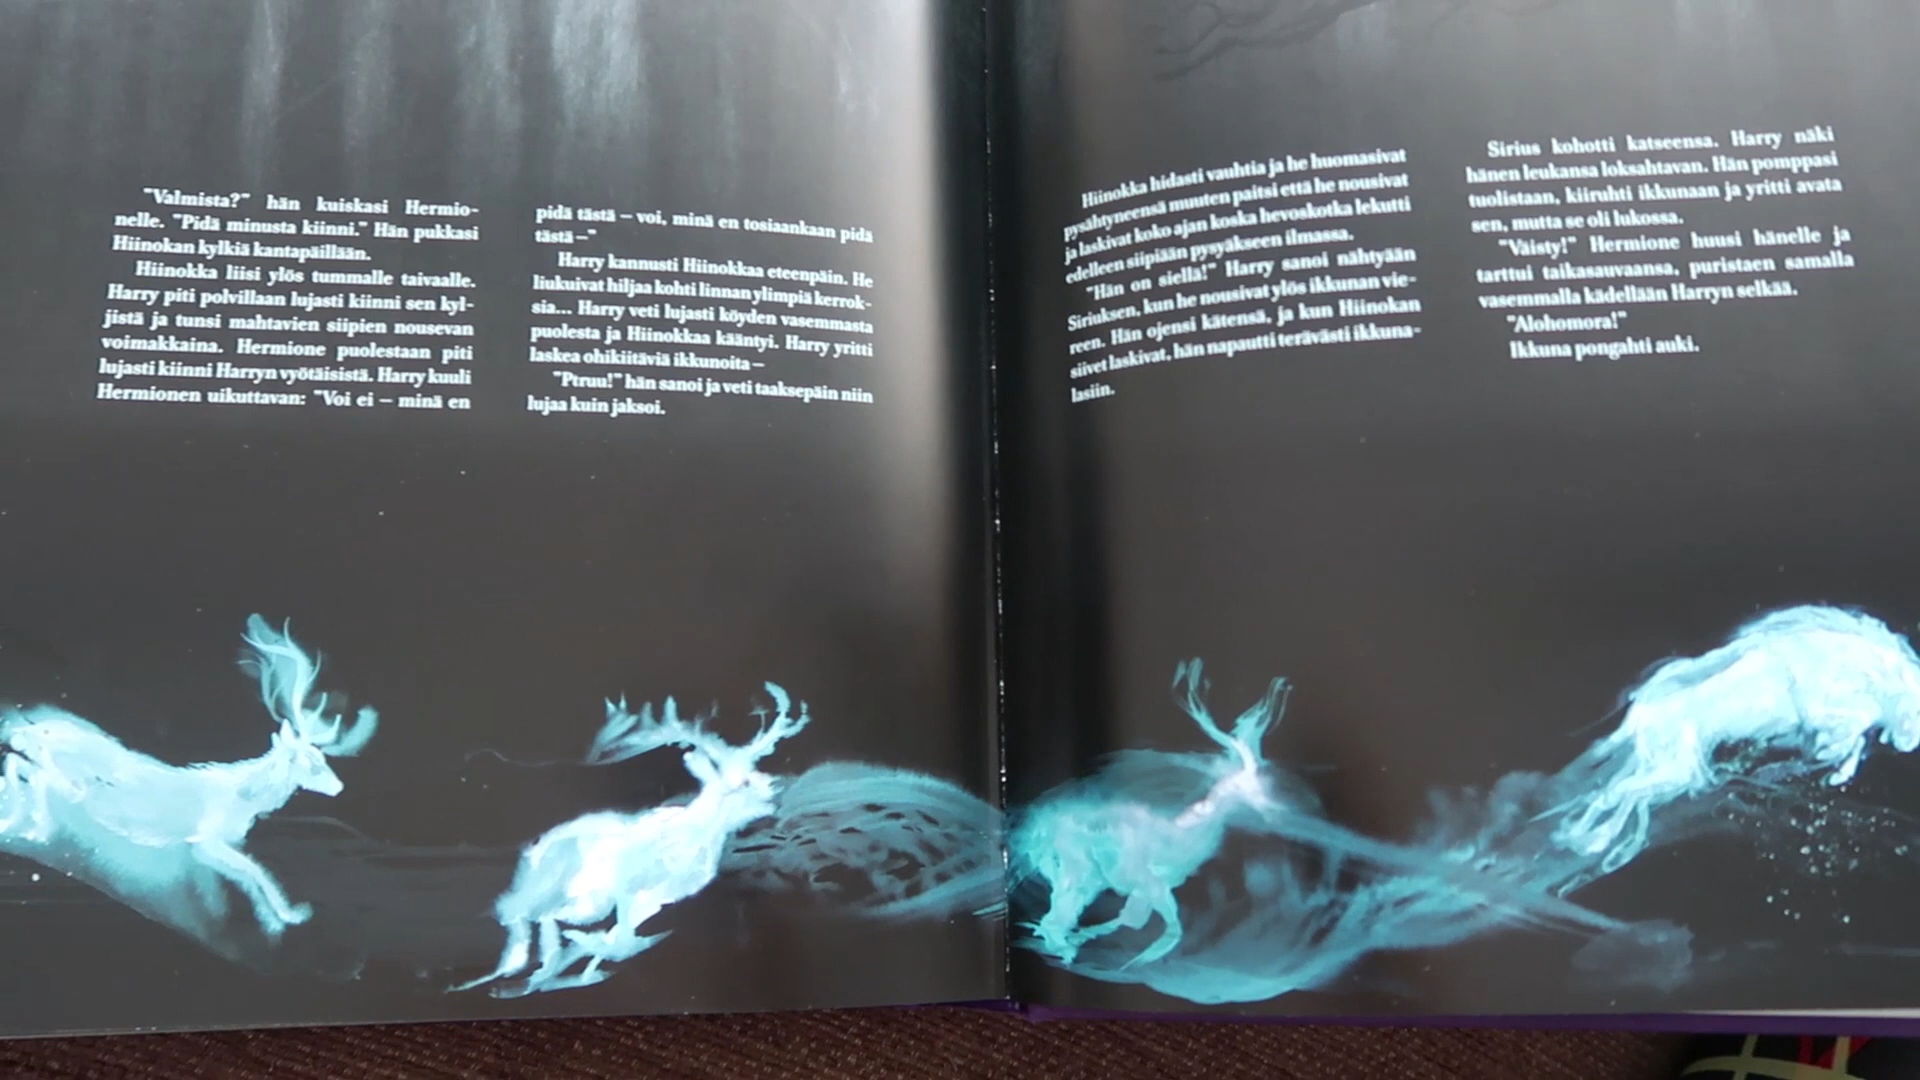 "Valmista?" hän kuiskasi Hermio-
nelle. "Pidä minusta kiinni." Hän pukkasi
Hiinokan kylkiä kantapäillään.
Hiinokka liisi ylös tummalle taivaalle.
Harry piti polvillaan lujasti kiinni sen kyl-
jistä ja tunsi mahtavien siipien nousevan
voimakkaina. Hermione puolestaan piti
lujasti kiinni Harryn vyötäisistä. Harry kuuli
Hermionen uikuttavan: "Voi ei – minä en
pidä tästä – voi, minä en tosiaankaan pidä
tästä –"
Harry kannusti Hiinokkaa eteenpäin. He
liukuivat hiljaa kohti linnan ylimpiä kerrok-
sia... Harry veti lujasti köyden vasemmasta
puolesta ja Hiinokkaa kääntyi. Harry yritti
laskea ohikiitäviä ikkunoita –
"Ptruu!" hän sanoi ja veti taaksepäin niin
lujaa kuin jaksoi.
Hiinokka hidasti vauhtia ja he huomasivat
pysähtyneensä muuten paitsi että he nousivat
ja laskivat koko ajan koska hevoskotka lekutti
edelleen siipiään pysyäkseen ilmassa.
"Hän on siellä!" Harry sanoi nähtyään
Siriuksen, kun he nousivat ylös ikkunan vie-
reen. Hän ojensi kätensä, ja kun Hiinokan
siivet laskivat, hän napautti terävästi ikkuna-
lasiin.
Sirius kohotti katseensa. Harry näki
hänen leukansa loksahtavan. Hän pomppasi
tuolistaan, kiiruhti ikkunaan ja yritti avata
sen, mutta se oli lukossa.
"Väisty!" Hermione huusi hänelle ja
tarttui taikasauvaansa, puristaen samalla
vasemmalla kädellään Harryn selkää.
"Alohomora!"
Ikkuna pongahti auki.